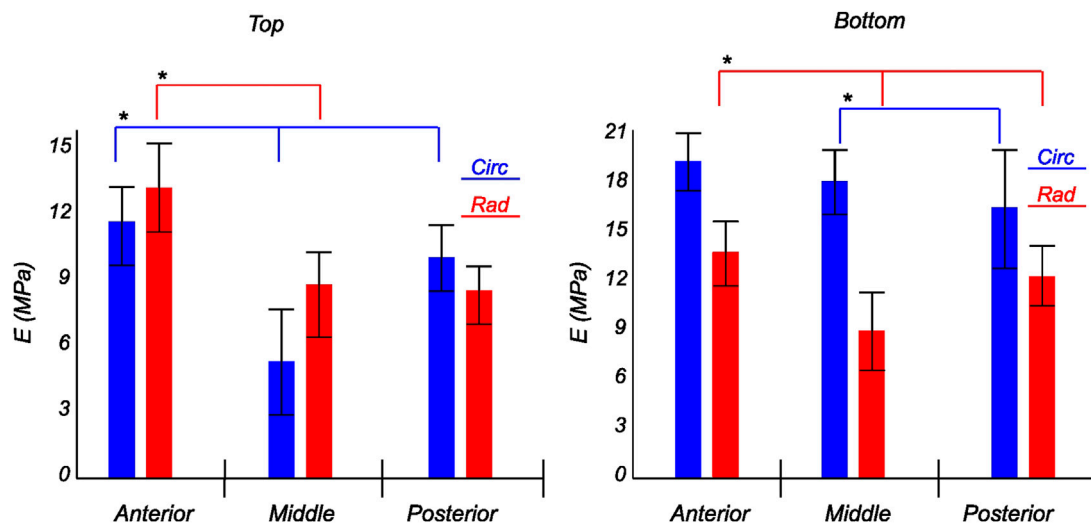 Top
*
*
15
12
9
6
3
0
E (MPa)
Circ
Rad
Anterior
Middle
Posterior
Bottom
*
*
21
18
15
12
9
6
3
0
E (MPa)
Circ
Rad
Anterior
Middle
Posterior